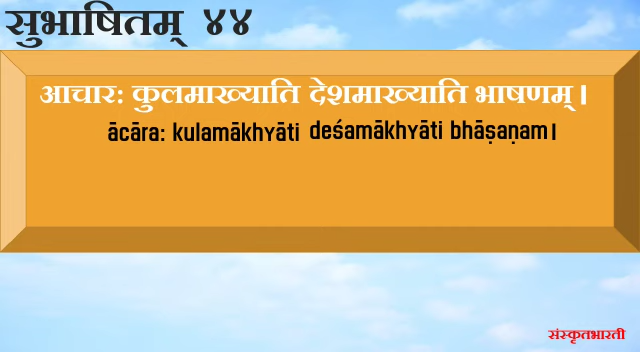 सुभाषितम् ४४
आचार: कुलमाख्याति देशमाख्याति भाषणम् ।
ācāra: kulamākhyāti deśamākhyāti bhāṣaṇam।
संस्कृतभारती